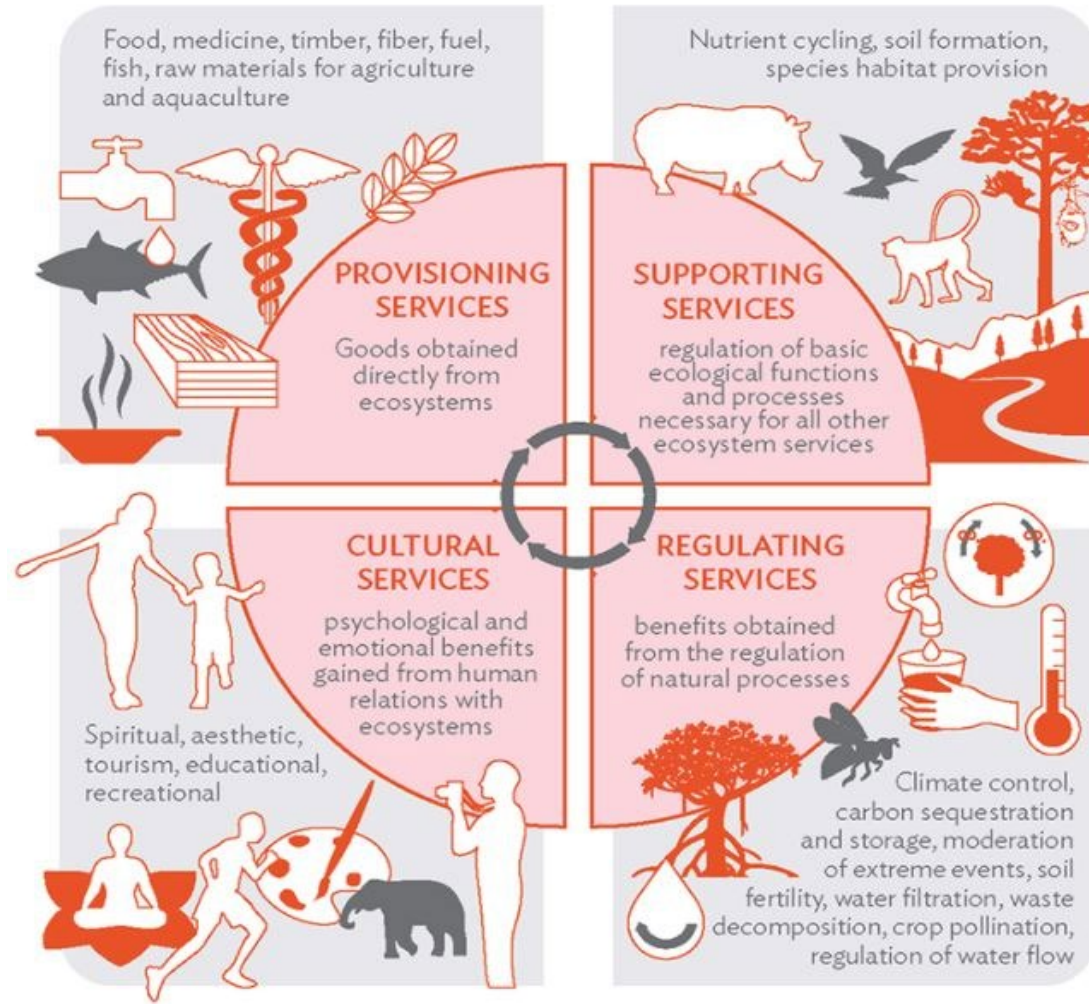 Food, medicine, timber, fiber, fuel,
fish, raw materials for agriculture
and aquaculture
PROVISIONING
SERVICES
Goods obtained
directly from
ecosystems
Nutrient cycling, soil formation,
species habitat provision
SUPPORTING
SERVICES
regulation of basic
ecological functions
and processes
necessary for all other
ecosystem services
CULTURAL
SERVICES
psychological and
emotional benefits
gained from human
relations with
ecosystems
Spiritual, aesthetic,
tourism, educational,
recreational
REGULATING
SERVICES
benefits obtained
from the regulation
of natural processes
Climate control,
carbon sequestration
and storage, moderation
of extreme events, soil
fertility, water filtration, waste
decomposition, crop pollination,
regulation of water flow